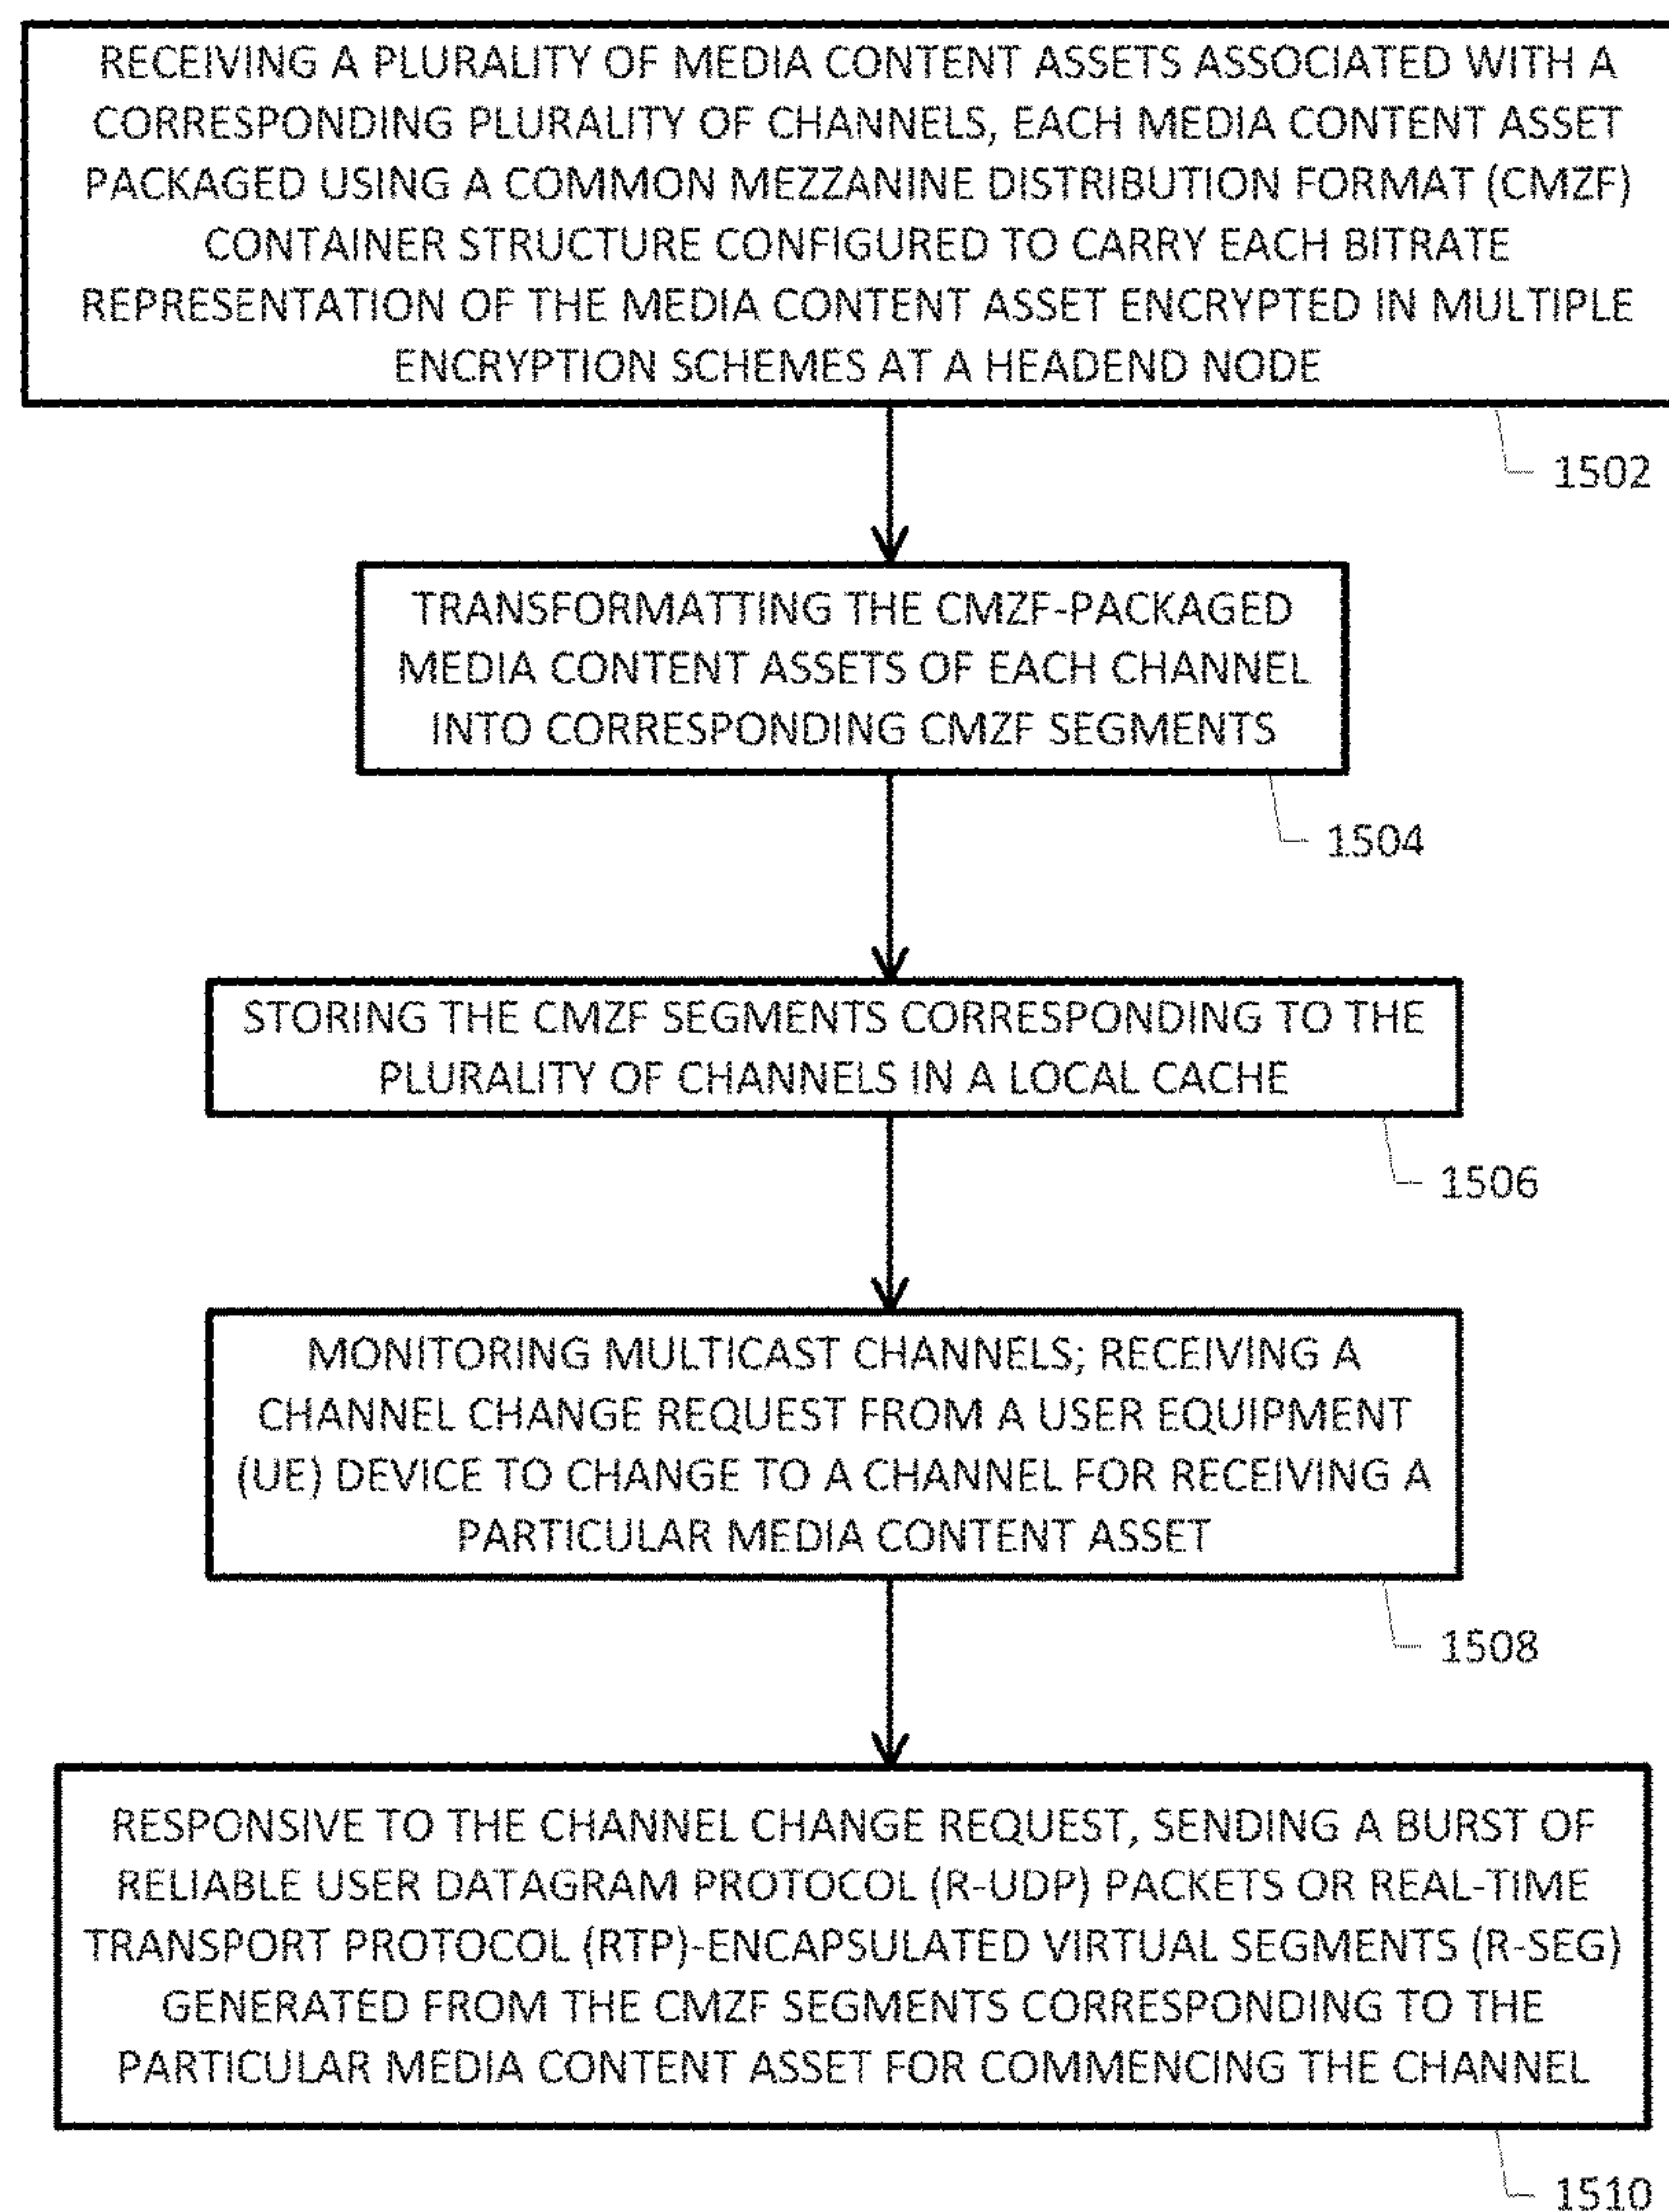 RECEIVING A PLURALITY OF MEDIA CONTENT ASSETS ASSOCIATED WITH A
CORRESPONDING PLURALITY OF CHANNELS, EACH MEDIA CONTENT ASSET
PACKAGED USING A COMMON MEZZANINE DISTRIBUTION FORMAT (CMZF)
CONTAINER STRUCTURE CONFIGURED TO CARRY EACH BITRATE
REPRESENTATION OF THE MEDIA CONTENT ASSET ENCRYPTED IN MULTIPLE
ENCRYPTION SCHEMES AT A HEADEND NODE
1502
TRANSFORMATTING THE CMZF-PACKAGED
MEDIA CONTENT ASSETS OF EACH CHANNEL
INTO CORRESPONDING CMZF SEGMENTS
1504
STORING THE CMZF SEGMENTS CORRESPONDING TO THE
PLURALITY OF CHANNELS IN A LOCAL CACHE
1506
MONITORING MULTICAST CHANNELS; RECEIVING A
CHANNEL CHANGE REQUEST FROM A USER EQUIPMENT
(UE) DEVICE TO CHANGE TO A CHANNEL FOR RECEIVING A
PARTICULAR MEDIA CONTENT ASSET
1508
RESPONSIVE TO THE CHANNEL CHANGE REQUEST, SENDING A BURST OF
RELIABLE USER DATAGRAM PROTOCOL (R-UDP) PACKETS OR REAL-TIME
TRANSPORT PROTOCOL (RTP)-ENCAPSULATED VIRTUAL SEGMENTS (R-SEG)
GENERATED FROM THE CMZF SEGMENTS CORRESPONDING TO THE
PARTICULAR MEDIA CONTENT ASSET FOR COMMENCING THE CHANNEL
1510